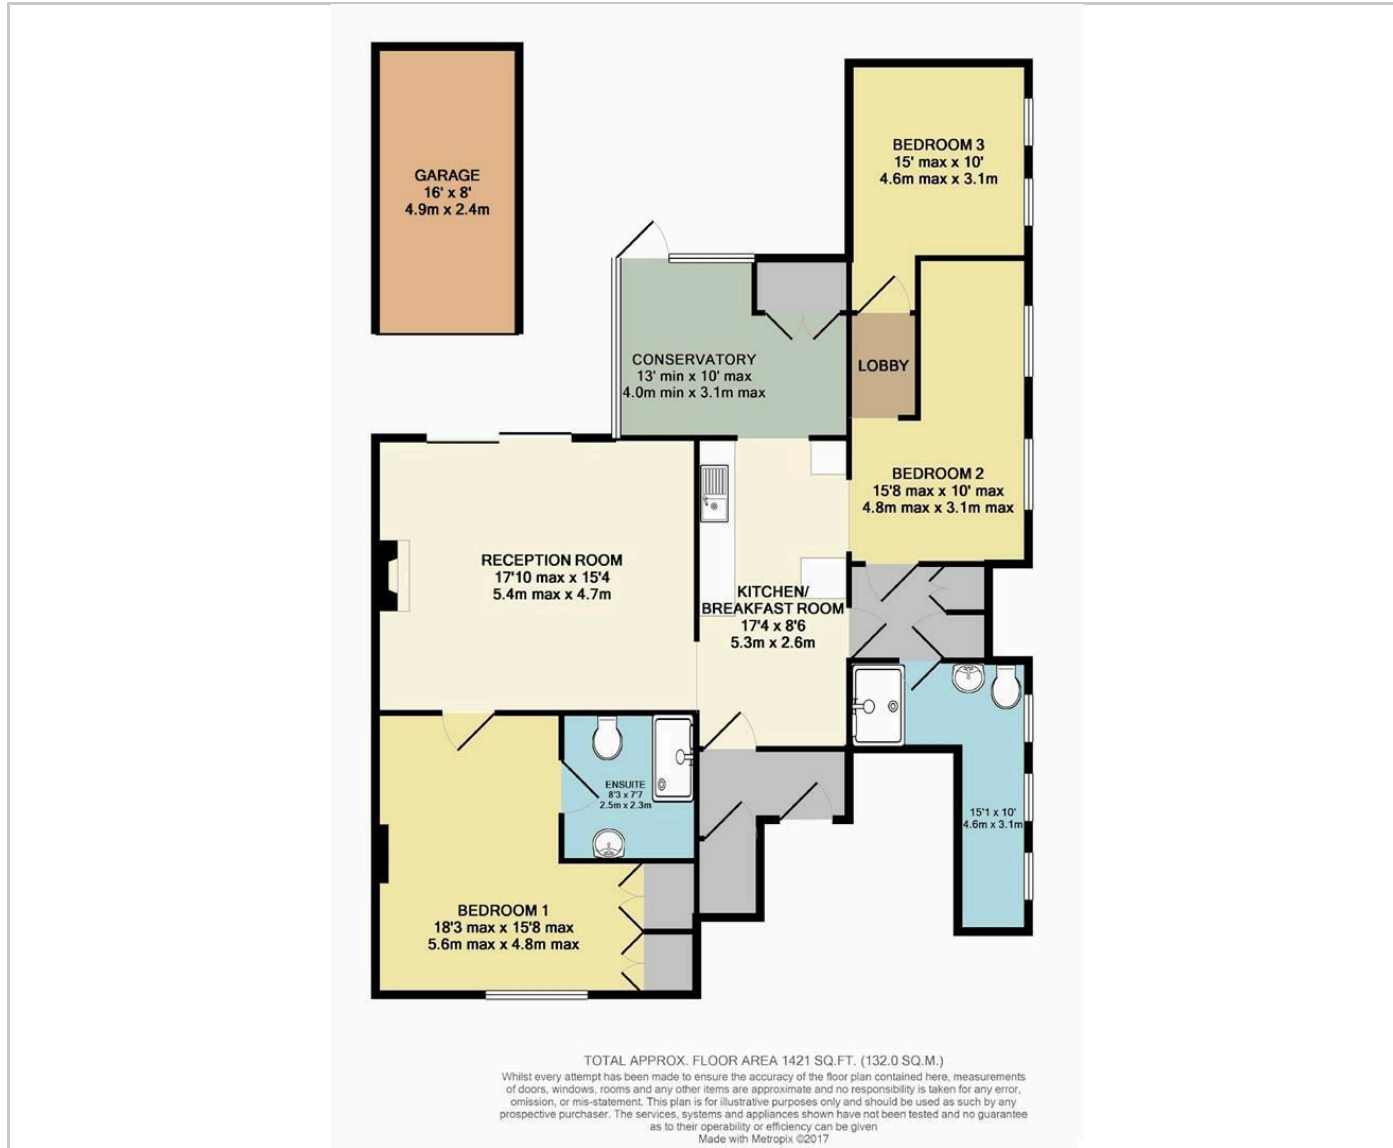 GARAGE
16' x 8'
4.9m x 2.4m
BEDROOM 3
15' max x 10'
4.6m max x 3.1m
CONSERVATORY
13' min x 10' max
4.0m min x 3.1m max
LOBBY
BEDROOM 2
15'8 max x 10' max
4.8m max x 3.1m max
RECEPTION ROOM
17'10 max x 15'4
5.4m max x 4.7m
KITCHEN/
BREAKFAST ROOM
17'4 x 8'6
5.3m x 2.6m
ENSUITE
8'3 x 7'7
2.5m x 2.3m
15'1 x 10'
4.6m x 3.1m
BEDROOM 1
18'3 max x 15'8 max
5.6m max x 4.8m max
TOTAL APPROX. FLOOR AREA 1421 SQ.FT. (132.0 SQ.M.)
Whilst every attempt has been made to ensure the accuracy of the floor plan contained here, measurements
of doors, windows, rooms and any other items are approximate and no responsibility is taken for any error,
omission, or mis-statement. This plan is for illustrative purposes only and should be used as such by any
prospective purchaser. The services, systems and appliances shown have not been tested and no guarantee
as to their operability or efficiency can be given
Made with Metropix ©2017